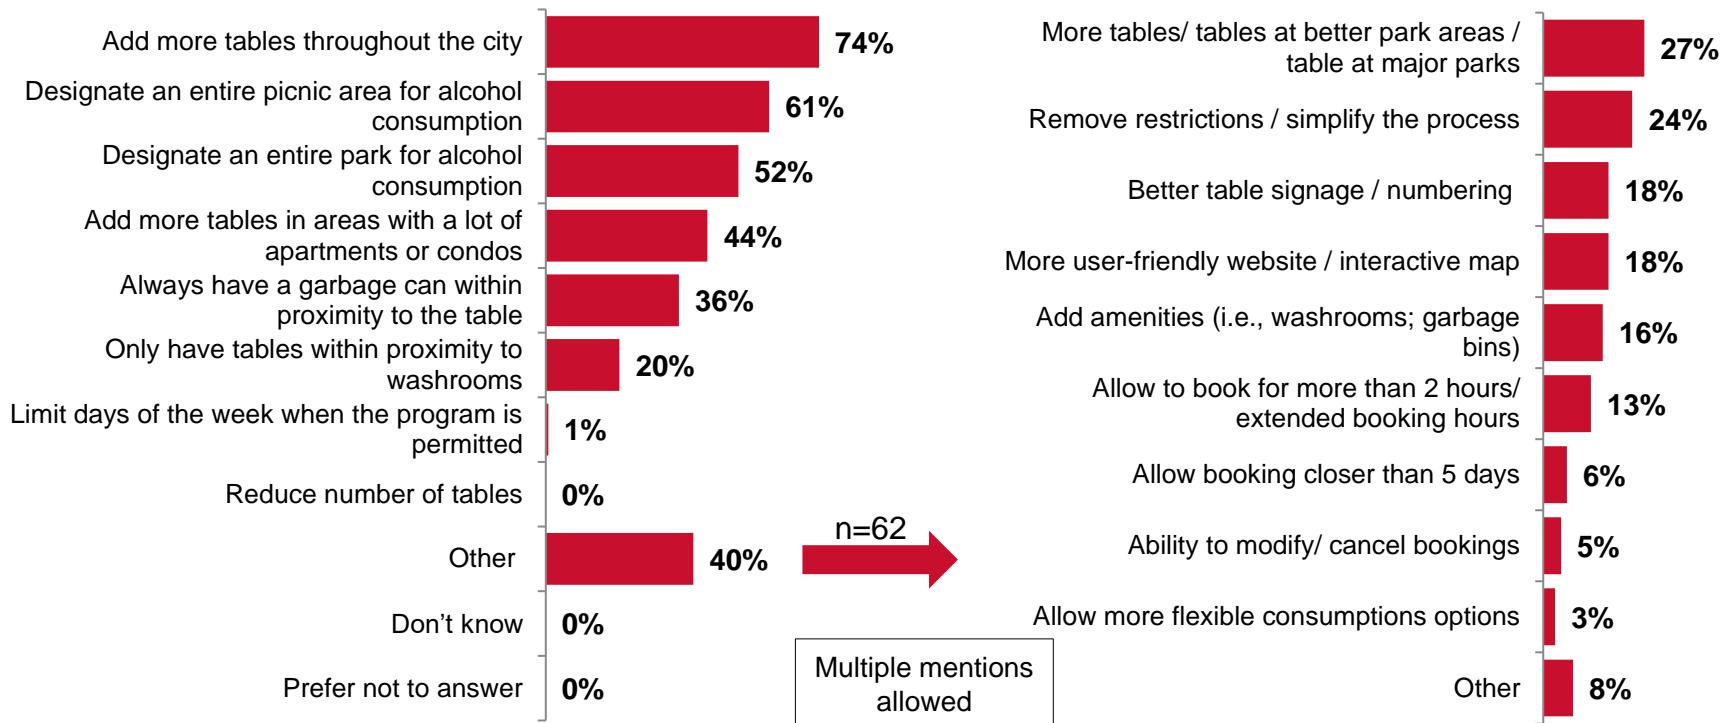 Add more tables throughout the city
74%
Designate an entire picnic area for alcohol
consumption
61%
Designate an entire park for alcohol
consumption
52%
Add more tables in areas with a lot of
apartments or condos
44%
Always have a garbage can within
proximity to the table
36%
Only have tables within proximity to
washrooms
20%
Limit days of the week when the program is
permitted
1%
Reduce number of tables
0%
Other
40%
Don't know
0%
Prefer not to answer
0%
n=62
Multiple mentions
allowed
More tables/ tables at better park areas /
table at major parks
27%
Remove restrictions / simplify the process
24%
Better table signage / numbering
18%
More user-friendly website / interactive map
18%
Add amenities (i.e., washrooms; garbage
bins)
16%
Allow to book for more than 2 hours/
extended booking hours
13%
Allow booking closer than 5 days
6%
Ability to modify/ cancel bookings
5%
Allow more flexible consumptions options
3%
Other
8%